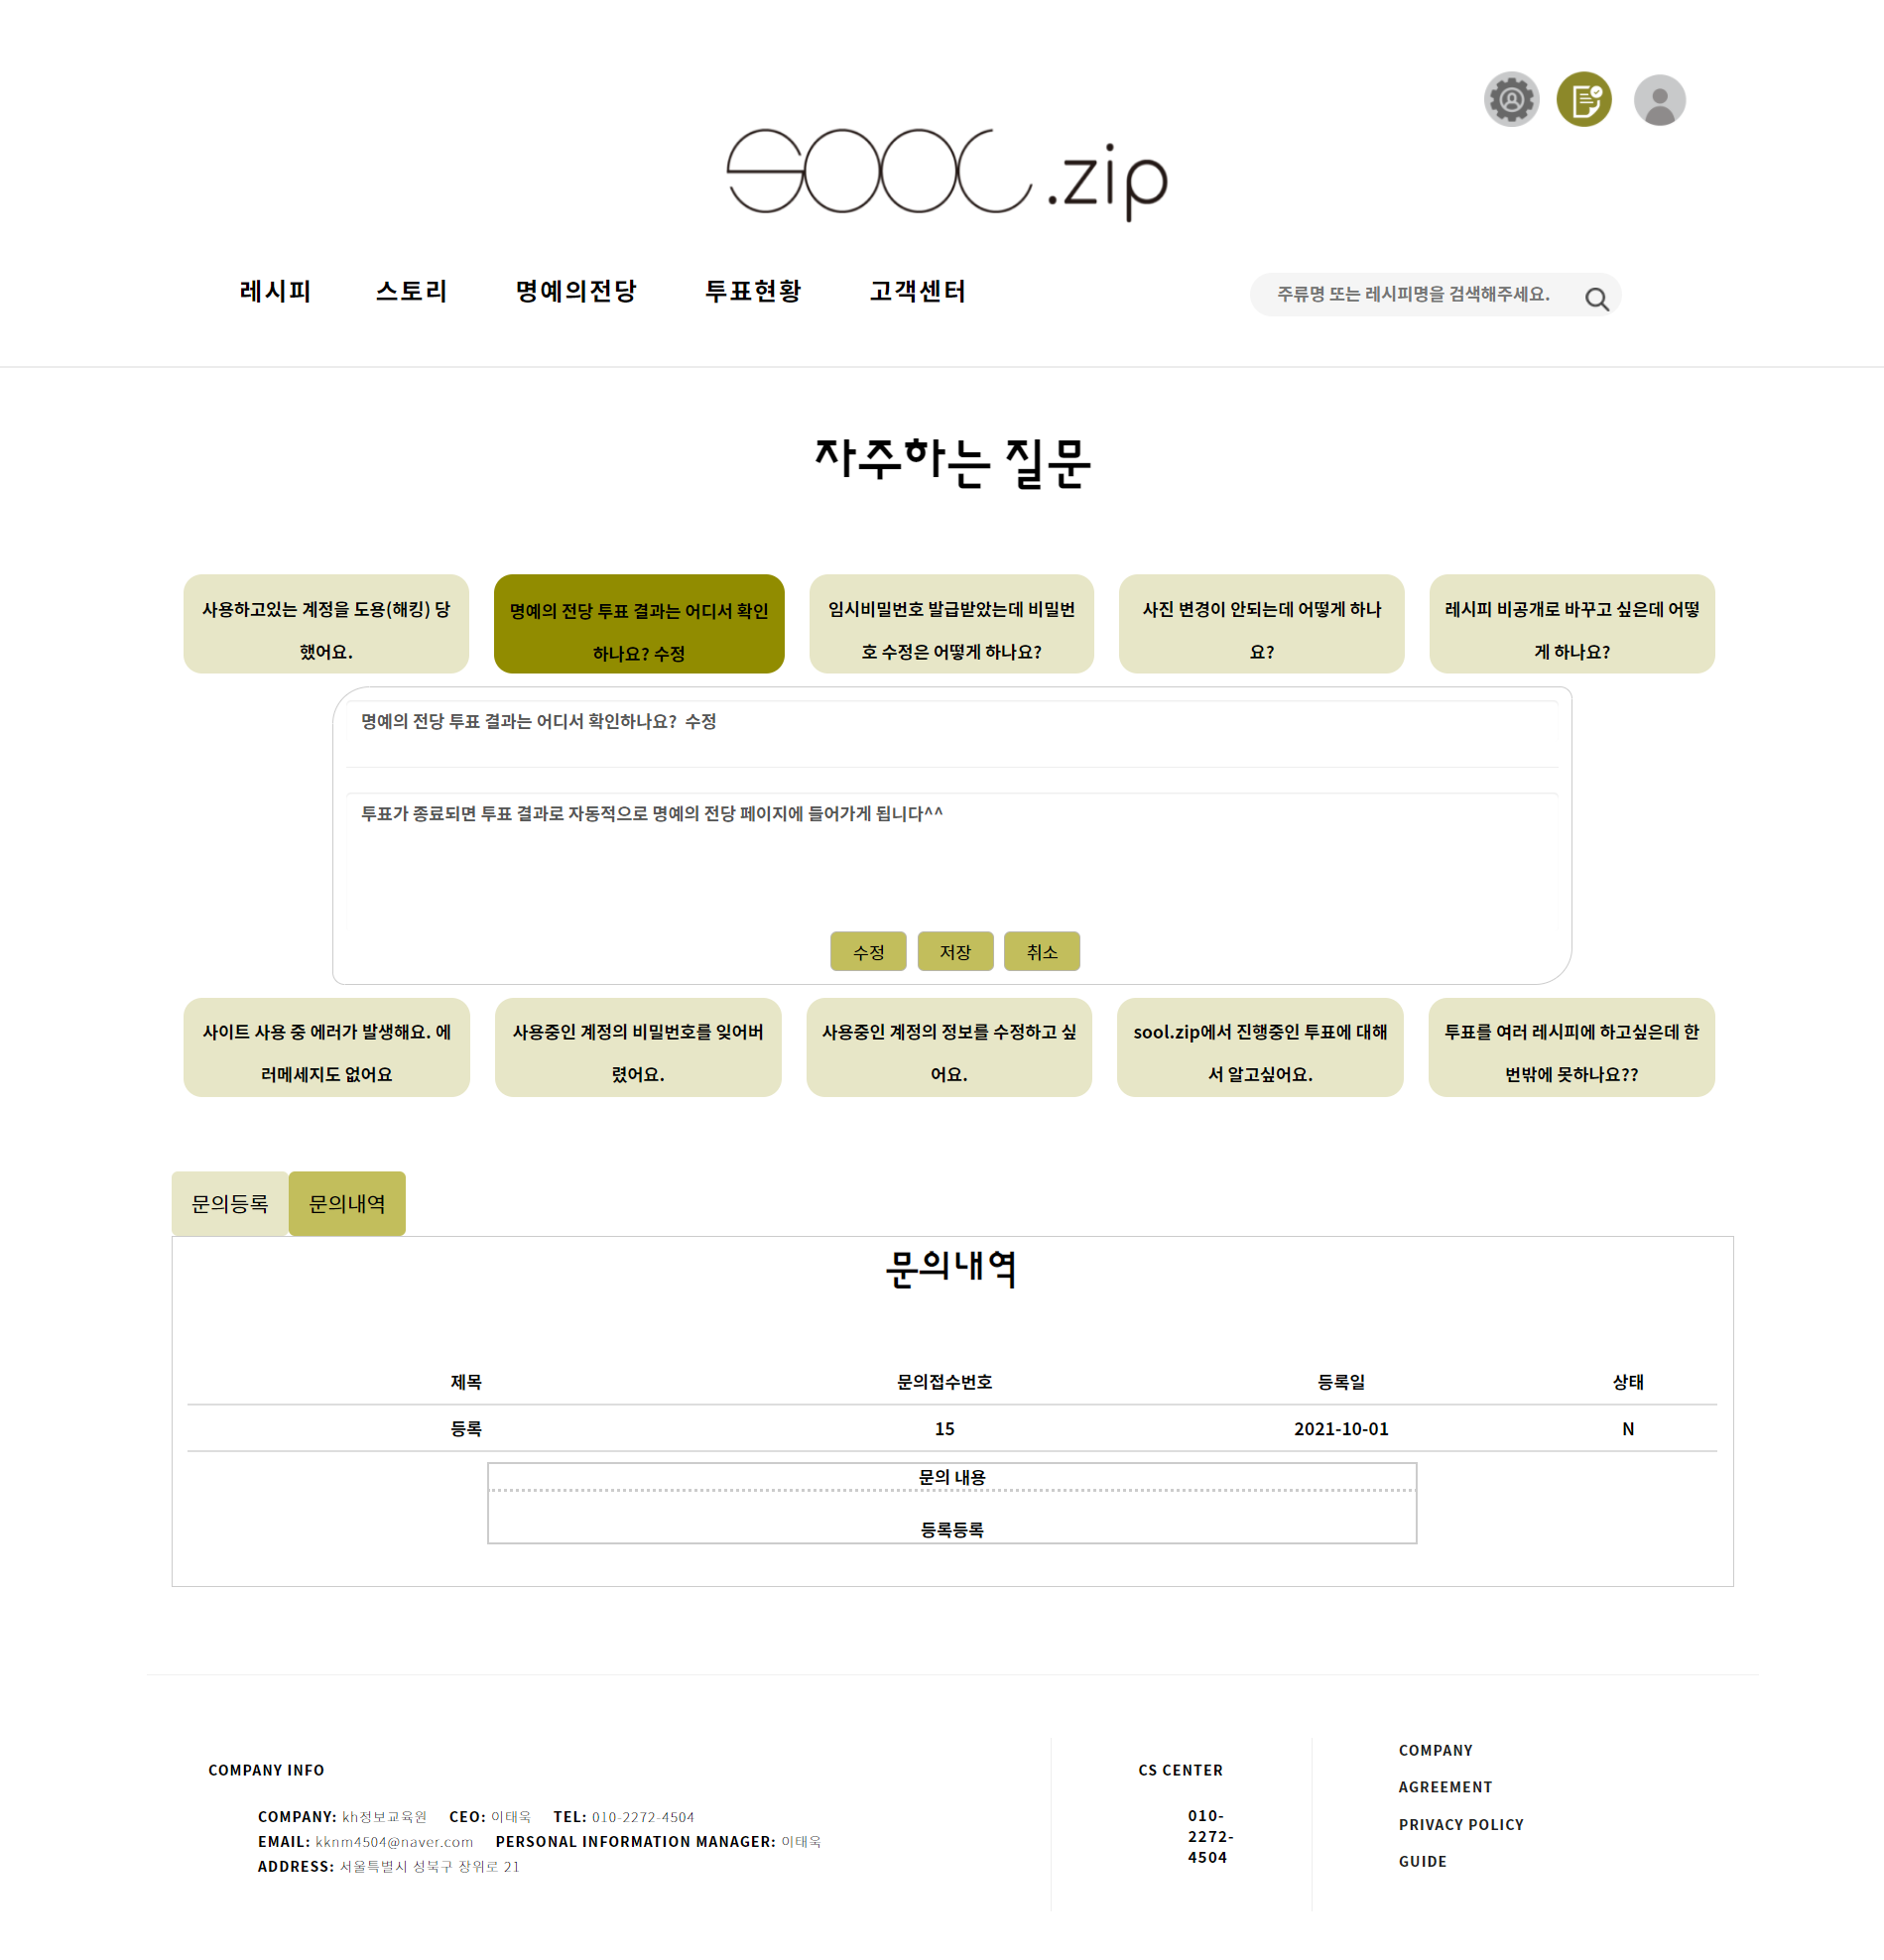 sool.zip
레시피 스토리 명예의전당 투표현황 고객센터 주류명 또는 레시피명을 검색해주세요.
자주하는 질문
사용하고있는 계정을 도용(해킹) 당
했어요.
명예의 전당 투표 결과는 어디서 확인
하나요? 수정
임시비밀번호 발급받았는데 비밀번
호 수정은 어떻게 하나요?
사진 변경이 안되는데 어떻게 하나
요?
레시피 비공개로 바꾸고 싶은데 어떻
게 하나요?
명예의 전당 투표 결과는 어디서 확인하나요? 수정
투표가 종료되면 투표 결과로 자동적으로 명예의 전당 페이지에 들어가게 됩니다^^
수정 저장 취소
사이트 사용 중 에러가 발생해요. 에
러메세지도 없어요
사용중인 계정의 비밀번호를 잊어버
렸어요.
사용중인 계정의 정보를 수정하고 싶
어요.
sool.zip에서 진행중인 투표에 대해
서 알고싶어요.
투표를 여러 레시피에 하고싶은데 한
번밖에 못하나요??
문의등록 문의내역
문의내역
제목 문의접수번호 등록일 상태
등록 15 2021-10-01 N
문의 내용
등록등록
COMPANY INFO
COMPANY: kh정보교육원 CEO: 이태욱 TEL: 010-2272-4504
EMAIL: kknm4504@naver.com PERSONAL INFORMATION MANAGER: 이태욱
ADDRESS: 서울특별시 성북구 장위로 21
CS CENTER
010-
2272-
4504
COMPANY
AGREEMENT
PRIVACY POLICY
GUIDE